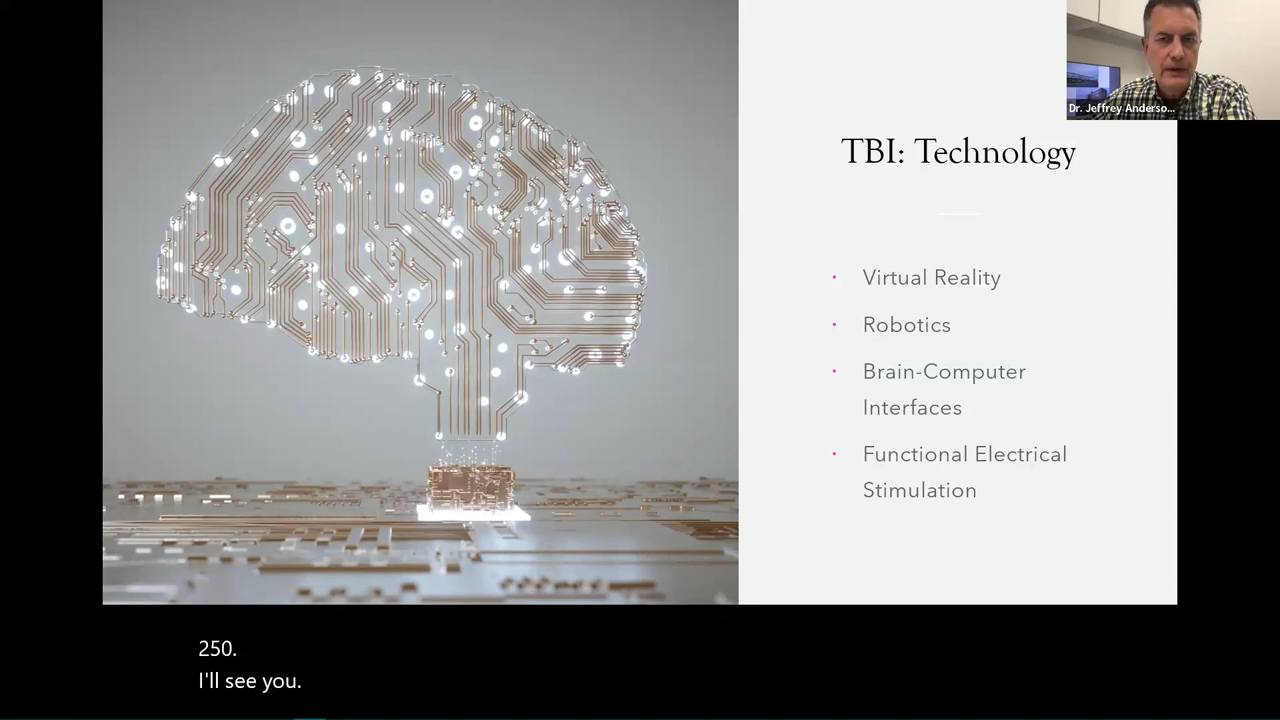 Dr. Jeffrey Anderso...
TBI: Technology
• Virtual Reality
• Robotics
• Brain-Computer
Interfaces
• Functional Electrical
Stimulation
250.
I'll see you.